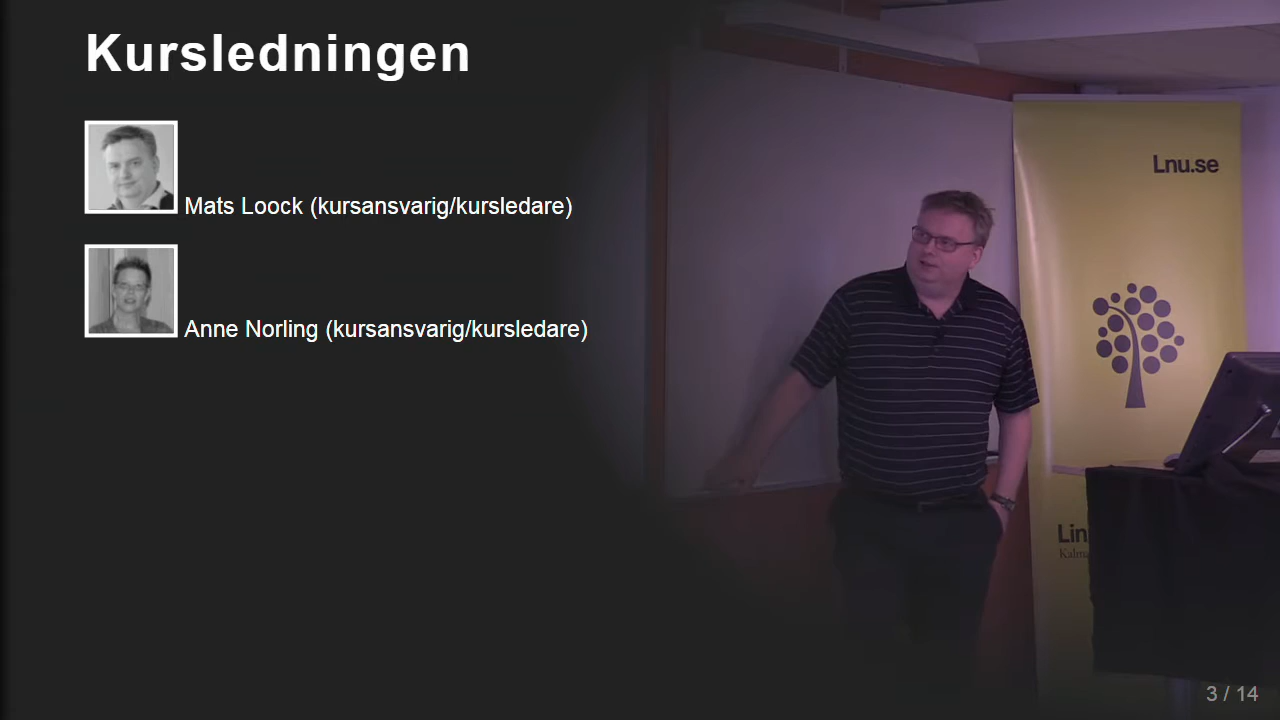 Kursledningen
Mats Loock (kursansvarig/kursledare)
Anne Norling (kursansvarig/kursledare)
Lnu.se
3 / 14